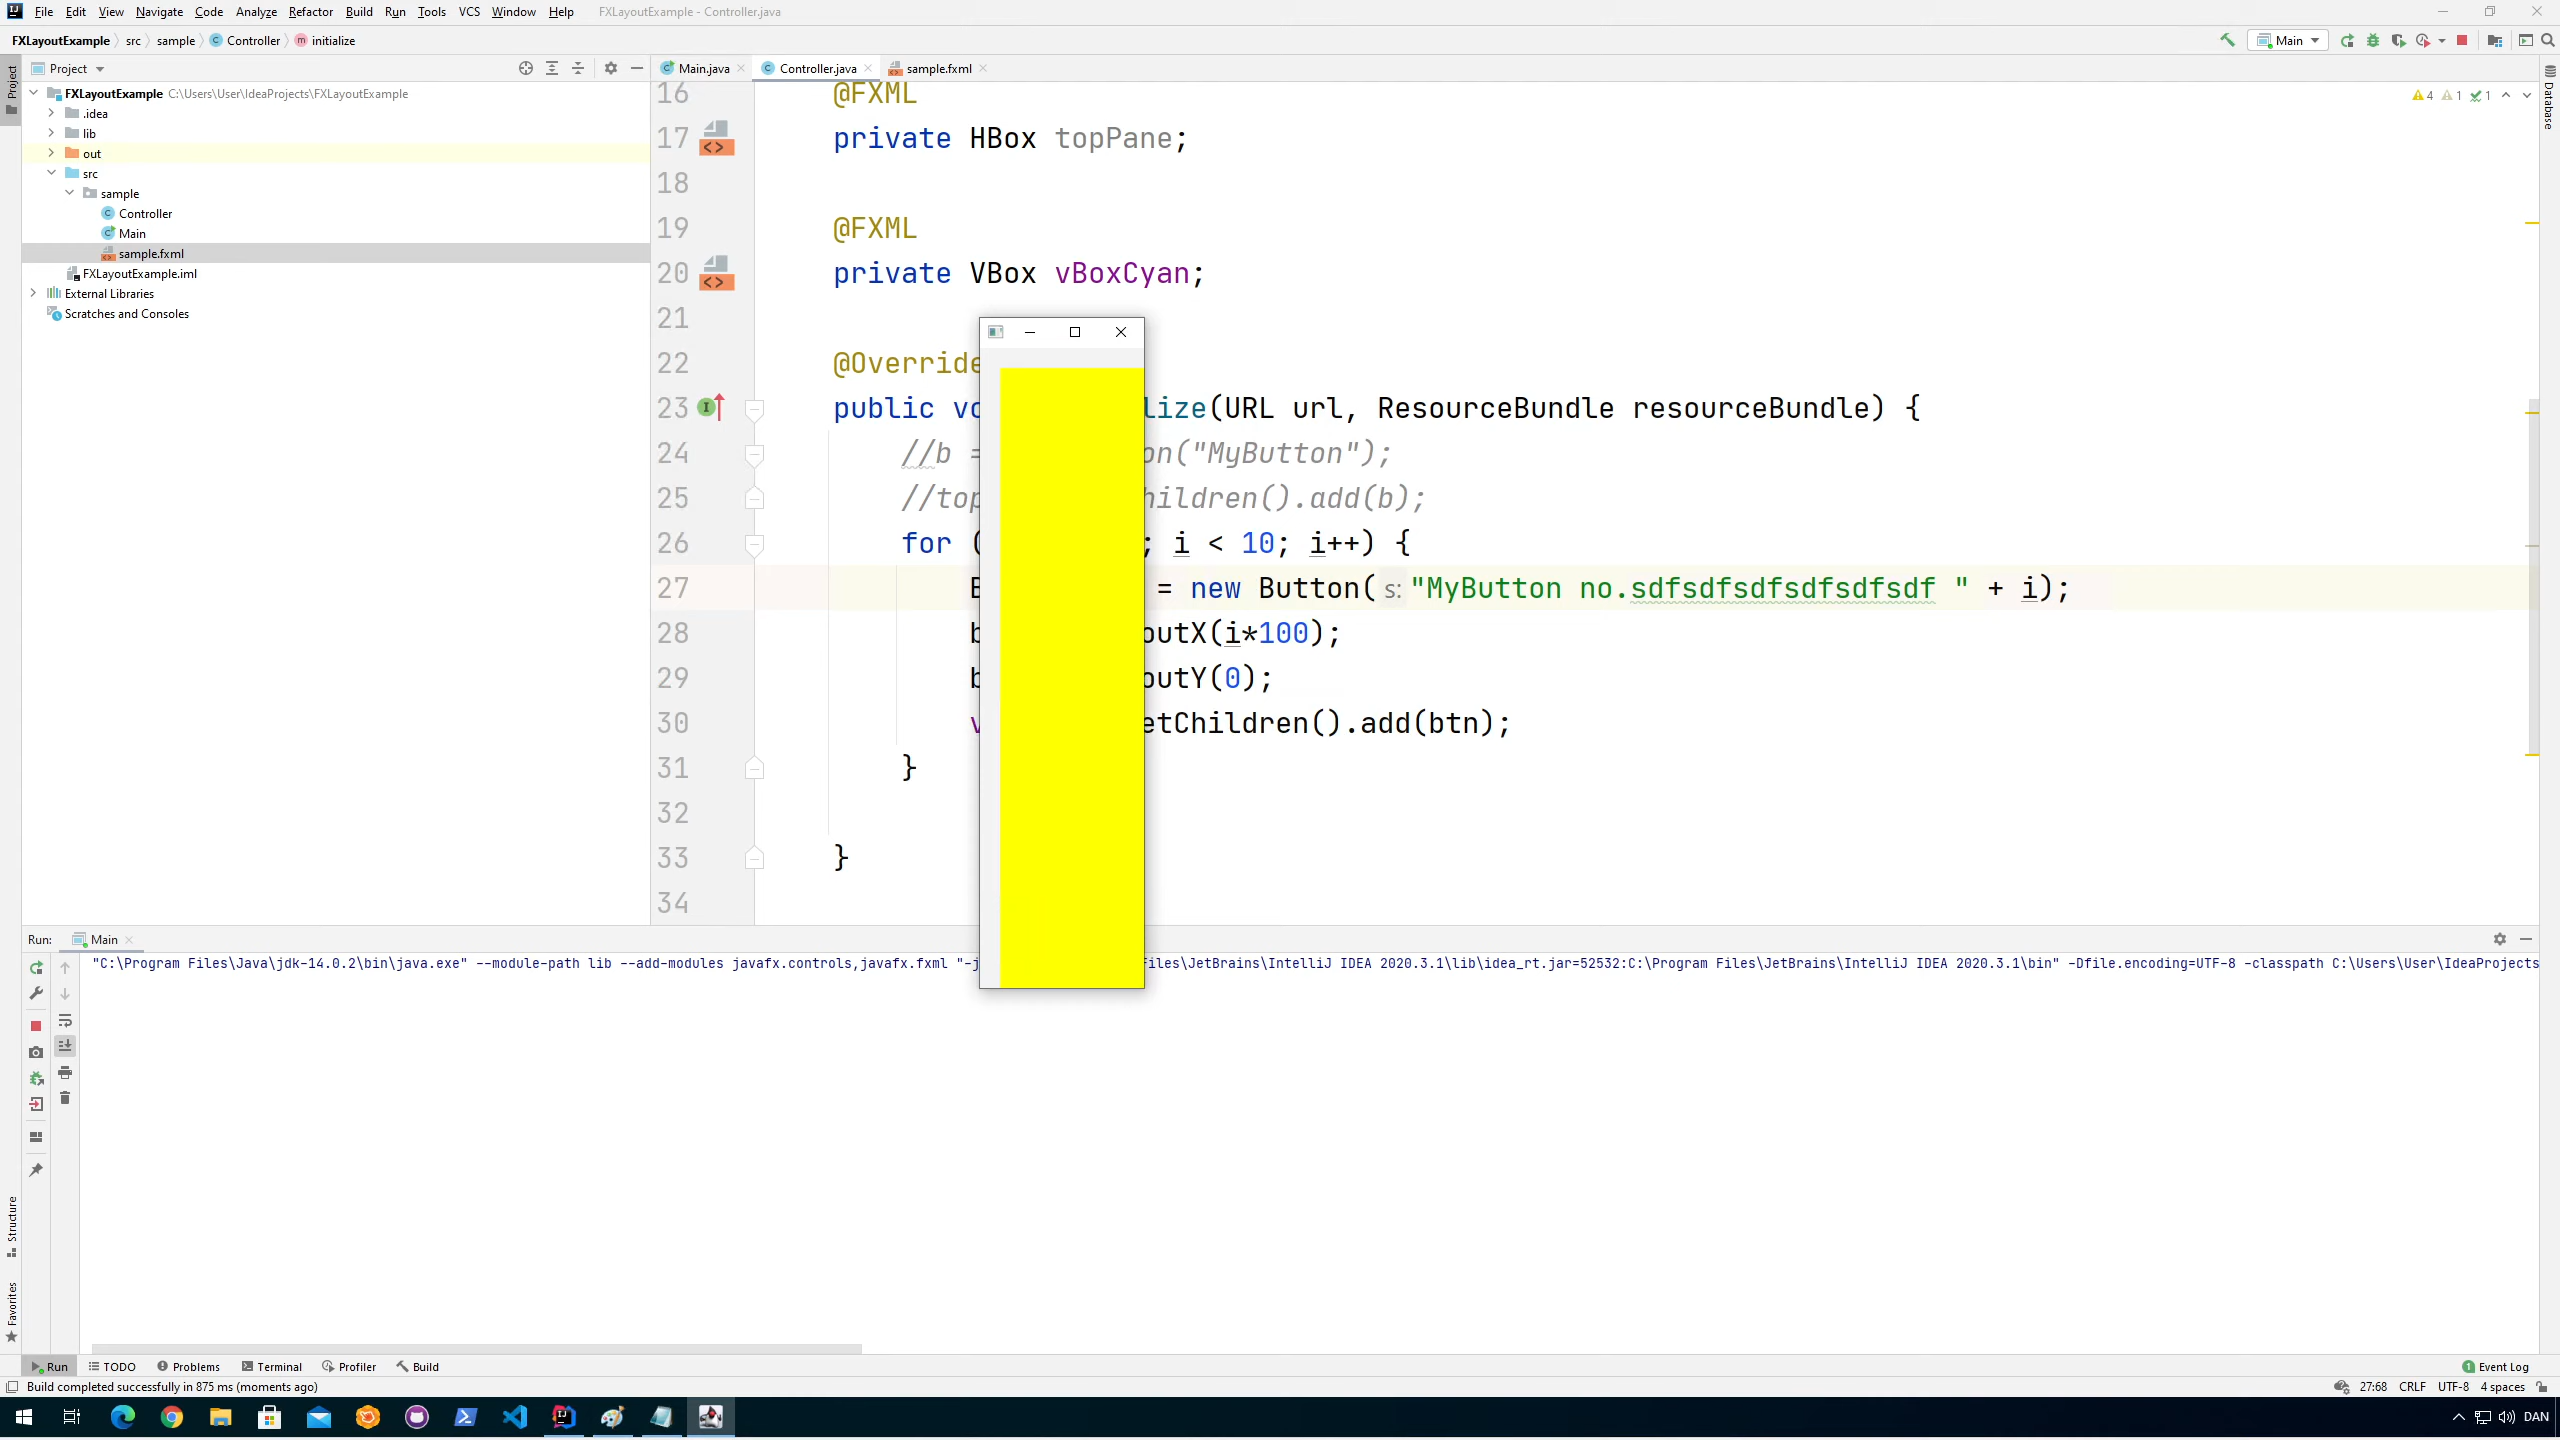 File Edit View Navigate Code Analyze Refactor Build Run Tools VCS Window Help FXLayoutExample - Controller.java
FXLayoutExample src sample Controller initialize
Main
Project
Main.java Controller.java sample.fxml
FXLayoutExample C:\Users\User\IdeaProjects\FXLayoutExample
.idea
lib
out
src
sample
Controller
Main
sample.fxml
FXLayoutExample.iml
External Libraries
Scratches and Consoles
Project
Structure
Favorites
Database
4 1 1
16 @FXML
17 private HBox topPane;
18
19 @FXML
20 private VBox vBoxCyan;
21
22 @Override
23 public vo lize(URL url, ResourceBundle resourceBundle) {
24 //b = on("MyButton");
25 //top hildren().add(b);
26 for ( ; i < 10; i++) {
27 B = new Button( s: "MyButton no.sdfsdfsdfsdfsdfsdf " + i);
28 b outX(i*100);
29 b outY(0);
30 v etChildren().add(btn);
31 }
32
33 }
34
Run: Main
"C:\Program Files\Java\jdk-14.0.2\bin\java.exe" --module-path lib --add-modules javafx.controls,javafx.fxml "-j iles\JetBrains\IntelliJ IDEA 2020.3.1\lib\idea_rt.jar=52532:C:\Program Files\JetBrains\IntelliJ IDEA 2020.3.1\bin" -Dfile.encoding=UTF-8 -classpath C:\Users\User\IdeaProjects
Run TODO Problems Terminal Profiler Build 1 Event Log
Build completed successfully in 875 ms (moments ago) 27:68 CRLF UTF-8 4 spaces
DAN